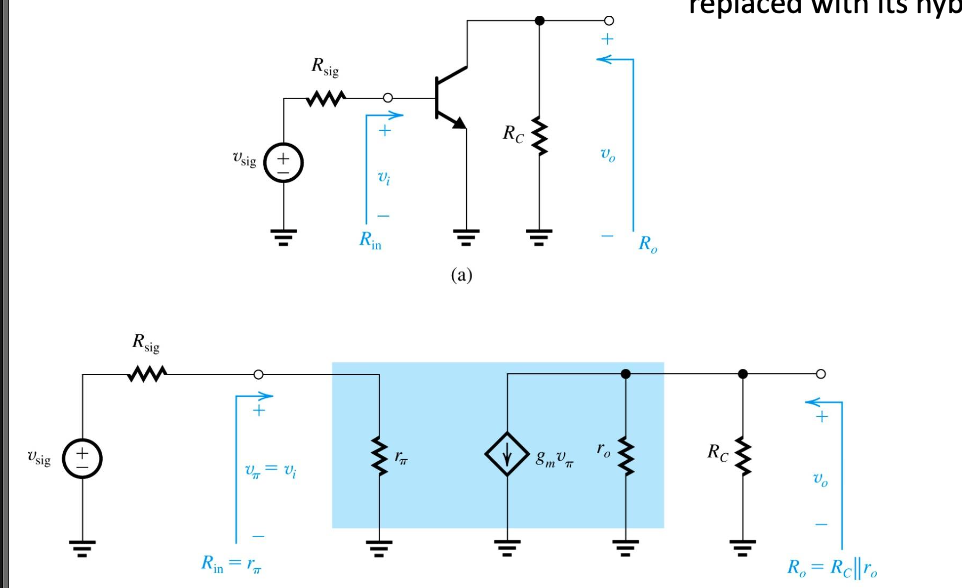 replaced with its hyb
R_sig
+
R_C
+
v_sig
+
−
v_i
v_o
−
−
R_in
R_o
(a)
R_sig
+
+
v_sig
+
−
v_π = v_i
r_π
g_m v_π
r_o
R_C
v_o
−
−
R_in = r_π
R_o = R_C||r_o